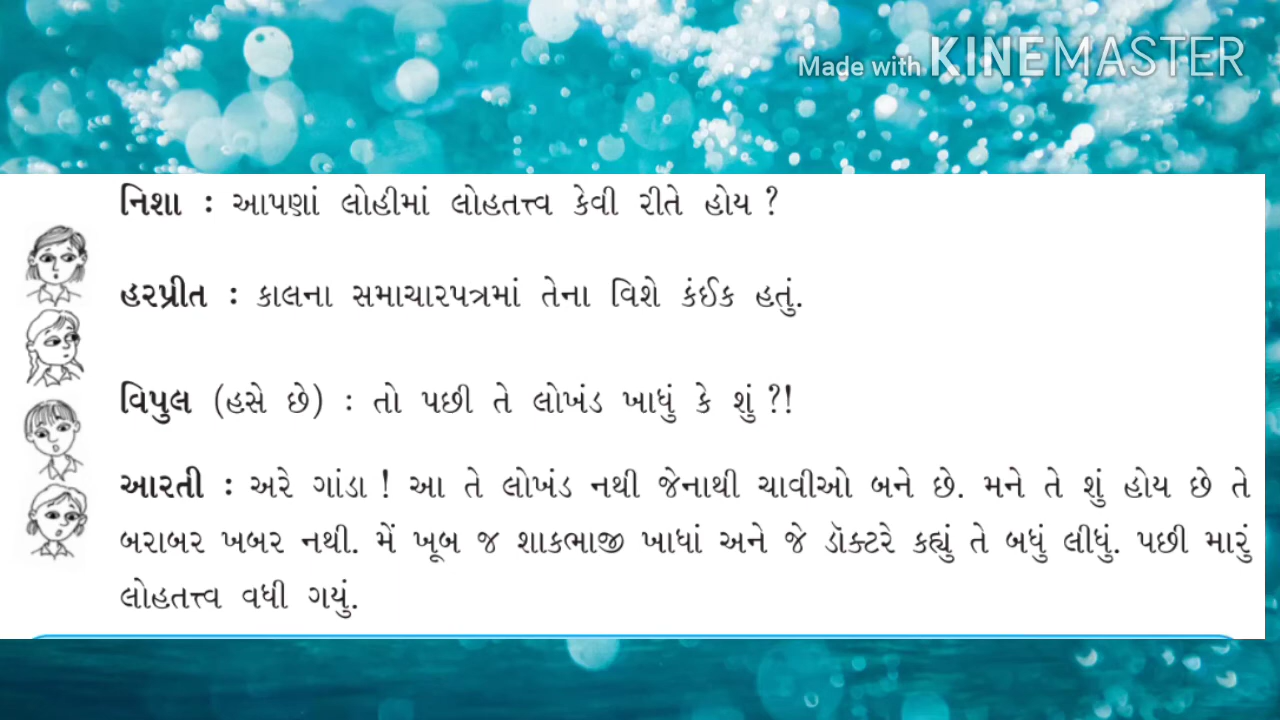 Made with KINEMASTER
નિશા : આપણાં લોહીમાં લોહતત્ત્વ કેવી રીતે હોય ?
હરપ્રીત : કાલના સમાચારપત્રમાં તેના વિશે કંઈક હતું.
વિપુલ (હસે છે) : તો પછી તે લોખંડ ખાધું કે શું ?!
આરતી : અરે ગાંડા ! આ તે લોખંડ નથી જેનાથી ચાવીઓ બને છે. મને તે શું હોય છે તે
બરાબર ખબર નથી. મેં ખૂબ જ શાકભાજી ખાધાં અને જે ડૉક્ટરે કહ્યું તે બધું લીધું. પછી મારું
લોહતત્ત્વ વધી ગયું.